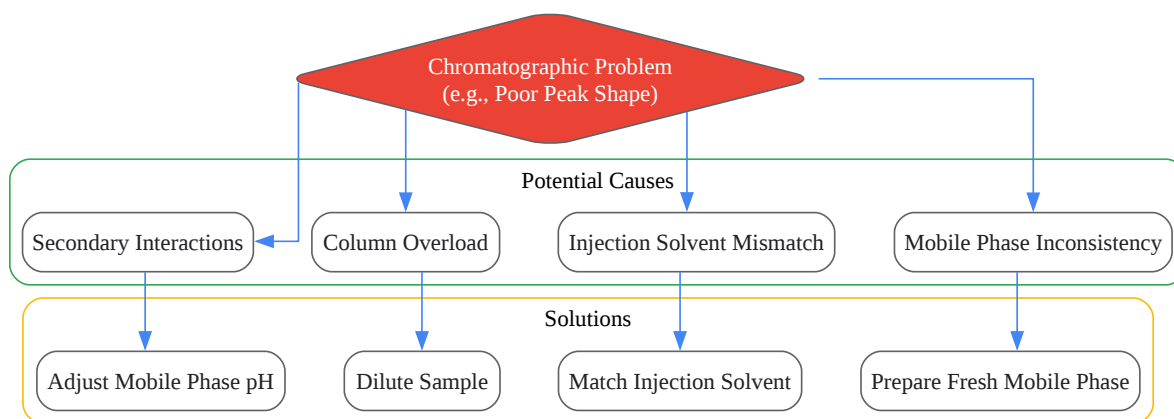 Chromatographic Problem
(e.g., Poor Peak Shape)
Potential Causes
Secondary Interactions
Column Overload
Injection Solvent Mismatch
Mobile Phase Inconsistency
Solutions
Adjust Mobile Phase pH
Dilute Sample
Match Injection Solvent
Prepare Fresh Mobile Phase